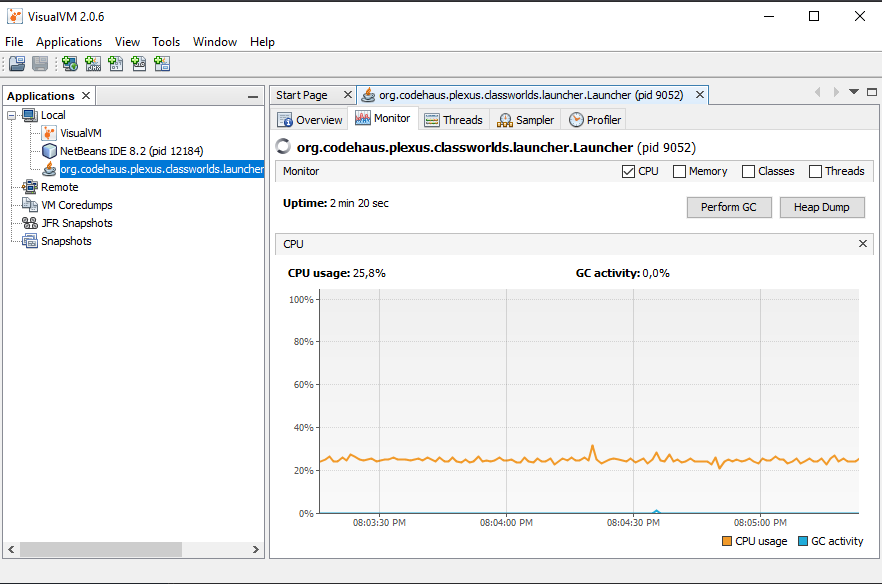 VisualVM 2.0.6
File Applications View Tools Window Help
Applications
Local
VisualVM
NetBeans IDE 8.2 (pid 12184)
org.codehaus.plexus.classworlds.launcher
Remote
VM Coredumps
JFR Snapshots
Snapshots
Start Page org.codehaus.plexus.classworlds.launcher.Launcher (pid 9052)
Overview Monitor Threads Sampler Profiler
org.codehaus.plexus.classworlds.launcher.Launcher (pid 9052)
Monitor CPU Memory Classes Threads
Uptime: 2 min 20 sec Perform GC Heap Dump
CPU
CPU usage: 25,8% GC activity: 0,0%
100%
80%
60%
40%
20%
0%
08:03:30 PM 08:04:00 PM 08:04:30 PM 08:05:00 PM
CPU usage GC activity